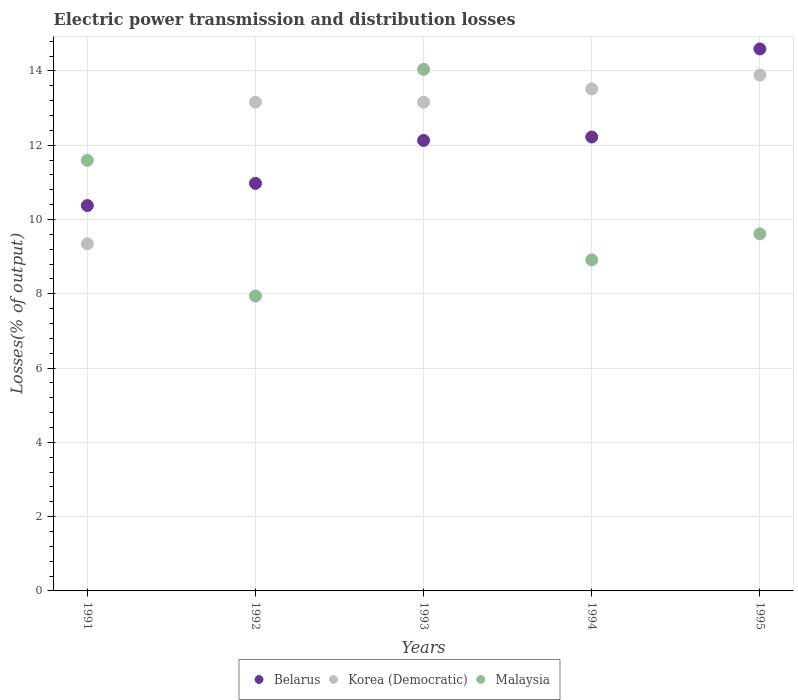 Electric power transmission and distribution losses
Losses(% of output)
14
12
10
8
6
4
2
0
1991
1992
1993
1994
1995
Years
Belarus
Korea (Democratic)
Malaysia